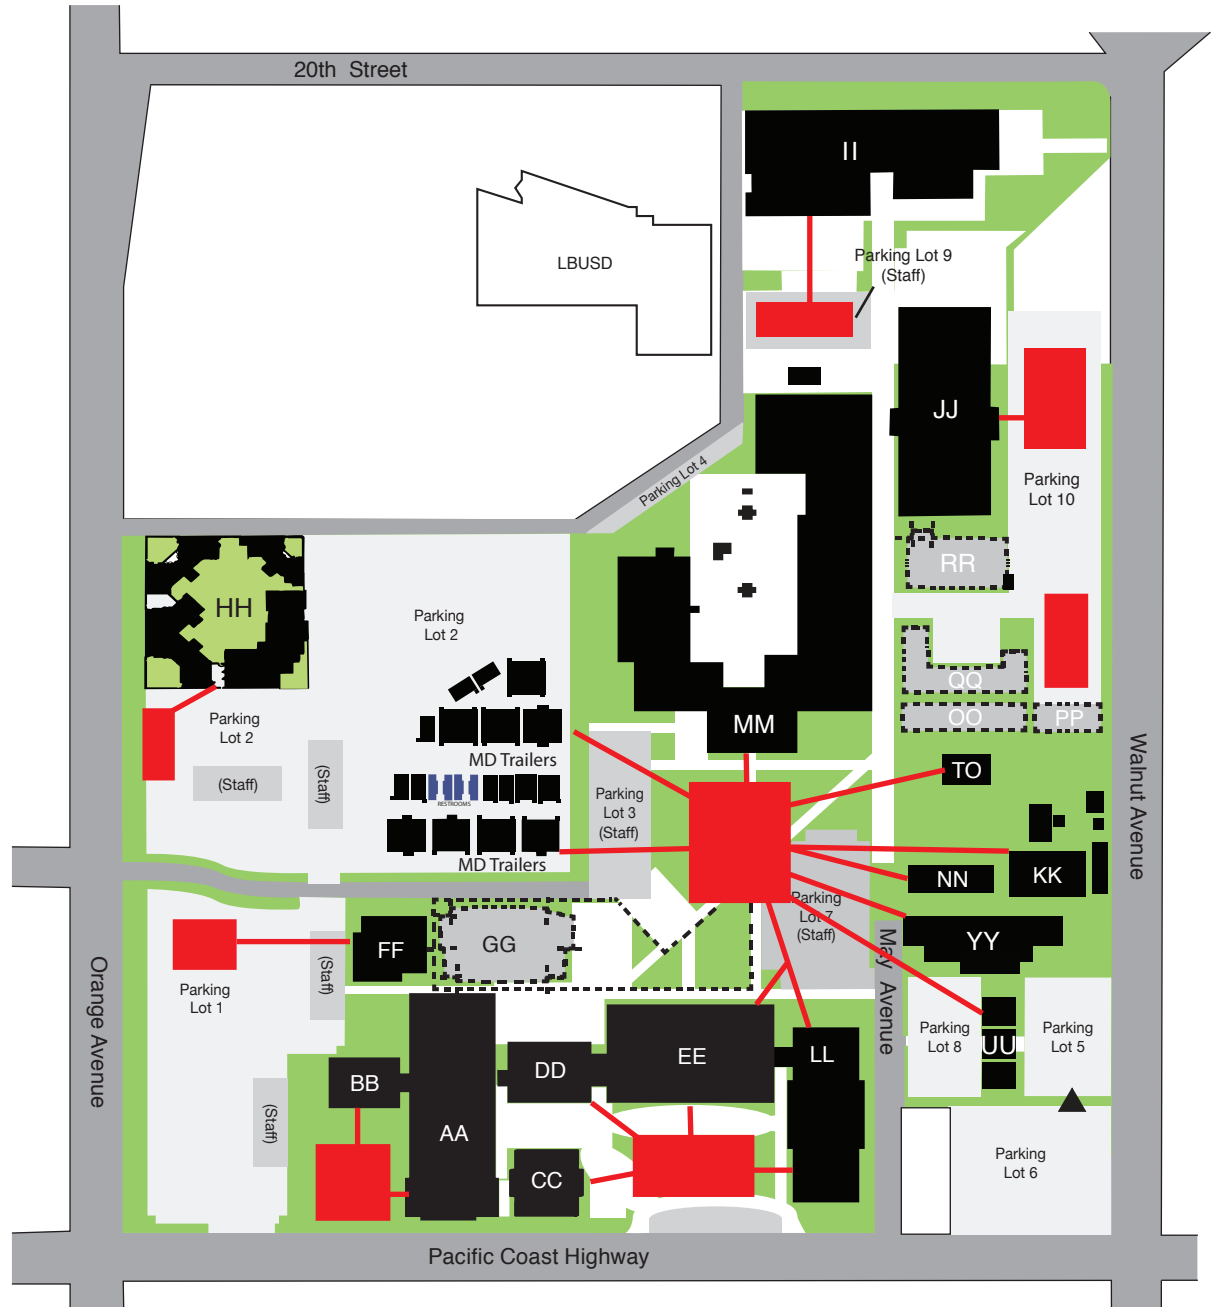 20th Street
II
LBUSD
Parking Lot 9
(Staff)
JJ
Parking Lot 4
Parking
Lot 10
RR
HH
Parking
Lot 2
QQ
OO
PP
Parking
Lot 2
MM
MD Trailers
TO
Walnut Avenue
(Staff)
(Staff)
RESTROOMS
Parking
Lot 3
(Staff)
MD Trailers
NN
KK
Parking
Lot 7
(Staff)
FF
GG
YY
May Avenue
(Staff)
Parking
Lot 1
Orange Avenue
Parking
Lot 8
UU
Parking
Lot 5
BB
DD
EE
LL
AA
(Staff)
CC
Parking
Lot 6
Pacific Coast Highway